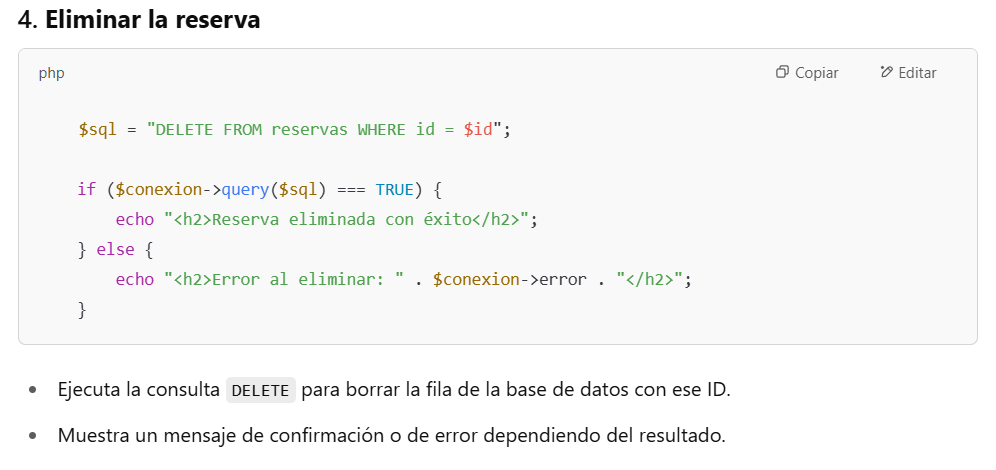 4. Eliminar la reserva
php
Copiar
Editar
$sql = "DELETE FROM reservas WHERE id = $id";
if ($conexion->query($sql) === TRUE) {
echo "<h2>Reserva eliminada con éxito</h2>";
} else {
echo "<h2>Error al eliminar: " . $conexion->error . "</h2>";
}
Ejecuta la consulta DELETE para borrar la fila de la base de datos con ese ID.
Muestra un mensaje de confirmación o de error dependiendo del resultado.